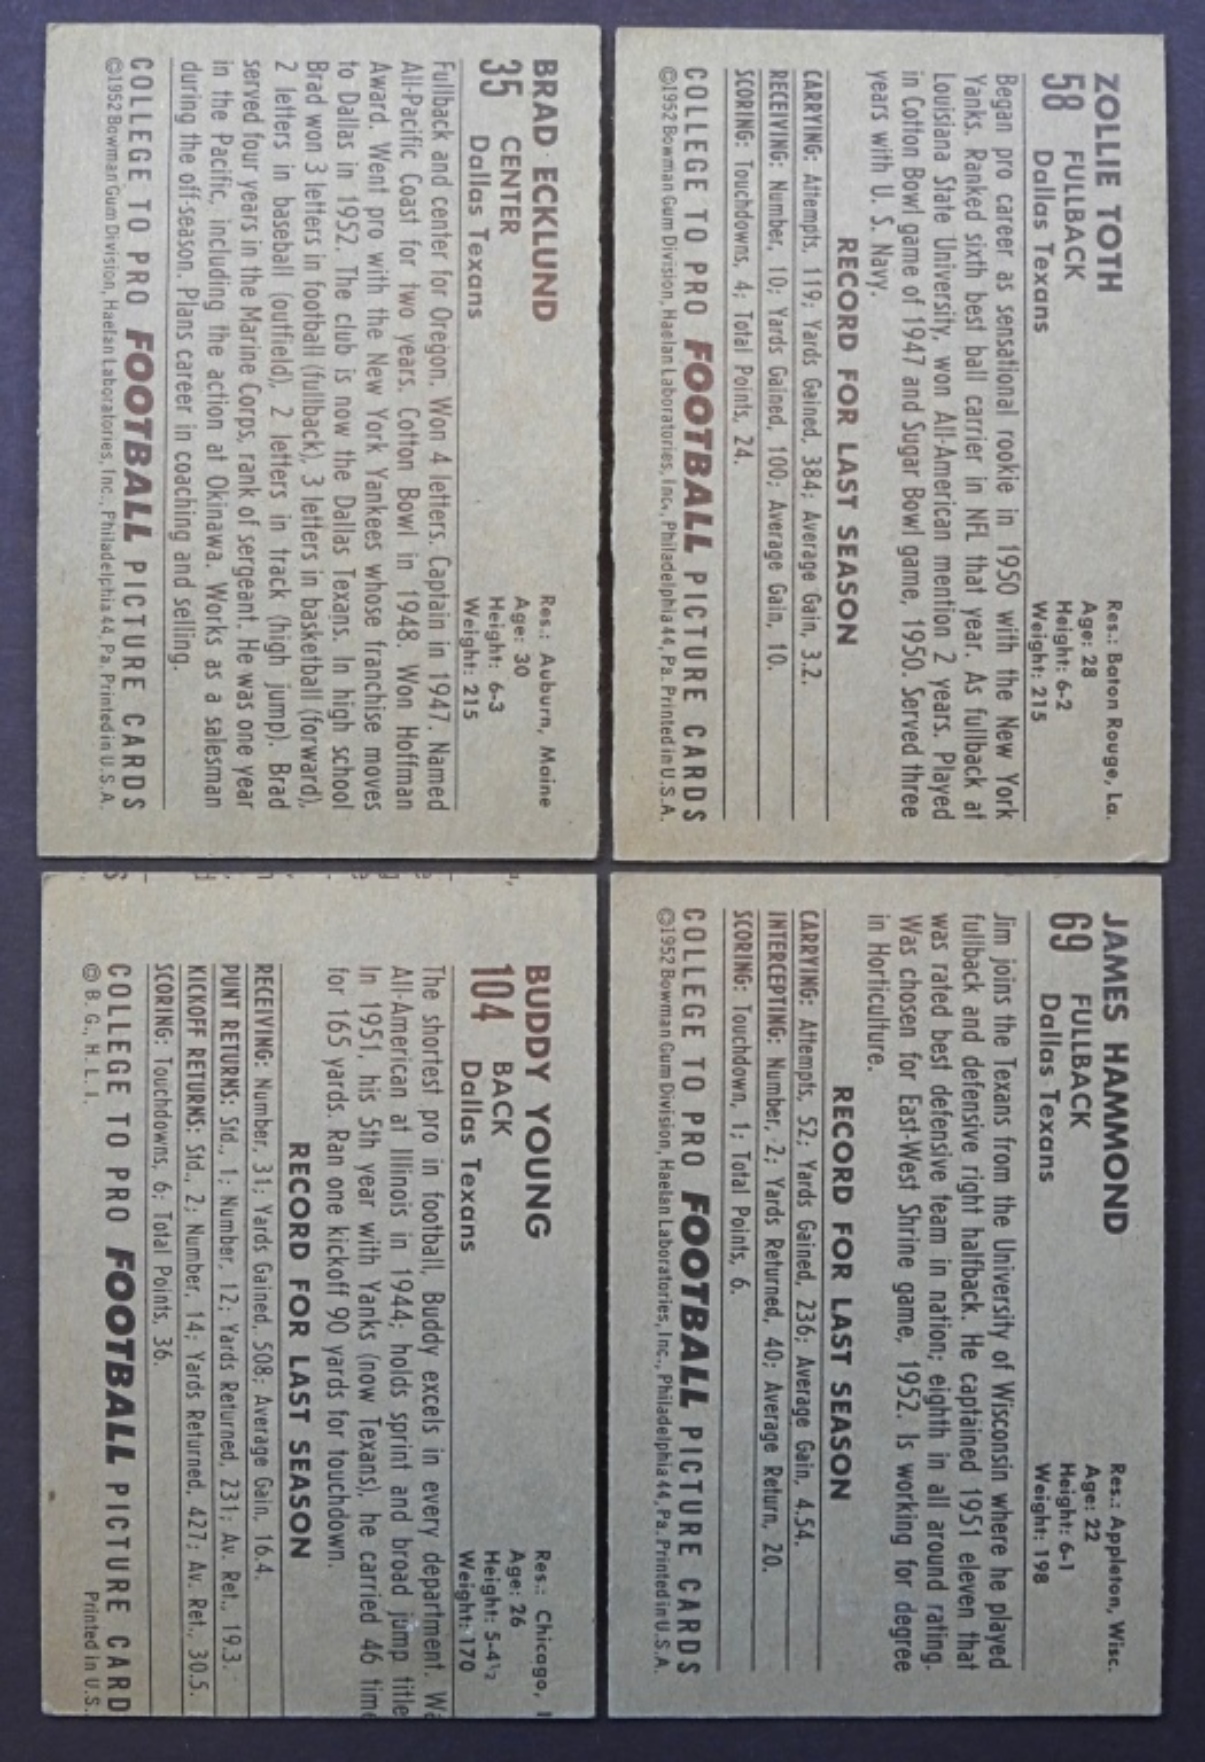 ZOLLIE TOTH
58 FULLBACK
Dallas Texans
Res.: Baton Rouge, La.
Age: 28
Height: 6-2
Weight: 215
Began pro career as sensational rookie in 1950 with the New York
Yanks. Ranked sixth best ball carrier in NFL that year. As fullback at
Louisiana State University, won All-American mention 2 years. Played
in Cotton Bowl game of 1947 and Sugar Bowl game, 1950. Served three
years with U. S. Navy.
RECORD FOR LAST SEASON
CARRYING: Attempts, 119; Yards Gained, 384; Average Gain, 3.2.
RECEIVING: Number, 10; Yards Gained, 100; Average Gain, 10.
SCORING: Touchdowns, 4; Total Points, 24.
COLLEGE TO PRO FOOTBALL PICTURE CARDS
©1952 Bowman Gum Division, Haelan Laboratories, Inc., Philadelphia 44, Pa. Printed in U.S.A.
JAMES HAMMOND
69 FULLBACK
Dallas Texans
Res.: Appleton, Wisc.
Age: 22
Height: 6-1
Weight: 198
Jim joins the Texans from the University of Wisconsin where he played
fullback and defensive right halfback. He captained 1951 eleven that
was rated best defensive team in nation; eighth in all around rating.
Was chosen for East-West Shrine game, 1952. Is working for degree
in Horticulture.
RECORD FOR LAST SEASON
CARRYING: Attempts, 52; Yards Gained, 236; Average Gain, 4.54.
INTERCEPTING: Number, 2; Yards Returned, 40; Average Return, 20.
SCORING: Touchdown, 1; Total Points, 6.
COLLEGE TO PRO FOOTBALL PICTURE CARDS
©1952 Bowman Gum Division, Haelan Laboratories, Inc., Philadelphia 44, Pa. Printed in U.S.A.
BRAD ECKLUND
35 CENTER
Dallas Texans
Res.: Auburn, Maine
Age: 30
Height: 6-3
Weight: 215
Fullback and center for Oregon. Won 4 letters. Captain in 1947. Named
All-Pacific Coast for two years. Cotton Bowl in 1948. Won Hoffman
Award. Went pro with the New York Yankees whose franchise moves
to Dallas in 1952. The club is now the Dallas Texans. In high school
Brad won 3 letters in football (fullback), 3 letters in basketball (forward),
2 letters in baseball (outfield), 2 letters in track (high jump). Brad
served four years in the Marine Corps, rank of sergeant. He was one year
in the Pacific, including the action at Okinawa. Works as a salesman
during the off-season. Plans career in coaching and selling.
COLLEGE TO PRO FOOTBALL PICTURE CARDS
©1952 Bowman Gum Division, Haelan Laboratories, Inc., Philadelphia 44, Pa. Printed in U.S.A.
BUDDY YOUNG
104 BACK
Dallas Texans
Res.: Chicago, I
Age: 26
Height: 5-4½
Weight: 170
The shortest pro in football, Buddy excels in every department. Wa
All-American at Illinois in 1944; holds sprint and broad jump title
In 1951, his 5th year with Yanks (now Texans), he carried 46 time
for 165 yards. Ran one kickoff 90 yards for touchdown.
RECORD FOR LAST SEASON
RECEIVING: Number, 31; Yards Gained, 508; Average Gain, 16.4.
PUNT RETURNS: Std., 1; Number, 12; Yards Returned, 231; Av. Ret., 19.3.
KICKOFF RETURNS: Std., 2; Number, 14; Yards Returned, 427; Av. Ret., 30.5.
SCORING: Touchdowns, 6; Total Points, 36.
COLLEGE TO PRO FOOTBALL PICTURE CARD
© B. G., H. L. I. Printed in U.S.